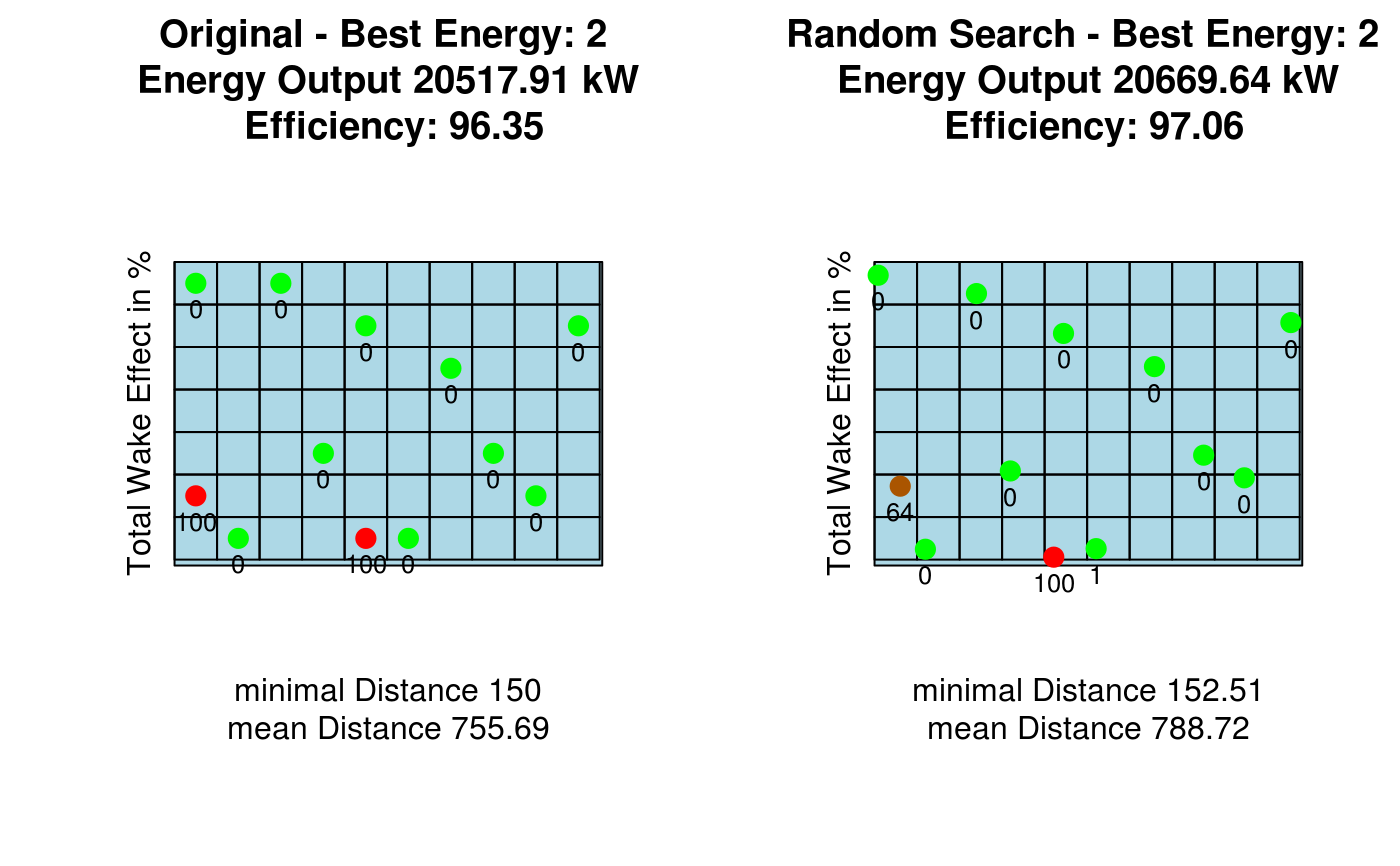 Original - Best Energy: 2
Energy Output 20517.91 kW
Efficiency: 96.35
Total Wake Effect in %
0 0
0 0
0
0 0
100 0
0 100 0
minimal Distance 150
mean Distance 755.69
Random Search - Best Energy: 2
Energy Output 20669.64 kW
Efficiency: 97.06
Total Wake Effect in %
0
0
0 0
0
0
0 0
64
0 100 1
minimal Distance 152.51
mean Distance 788.72